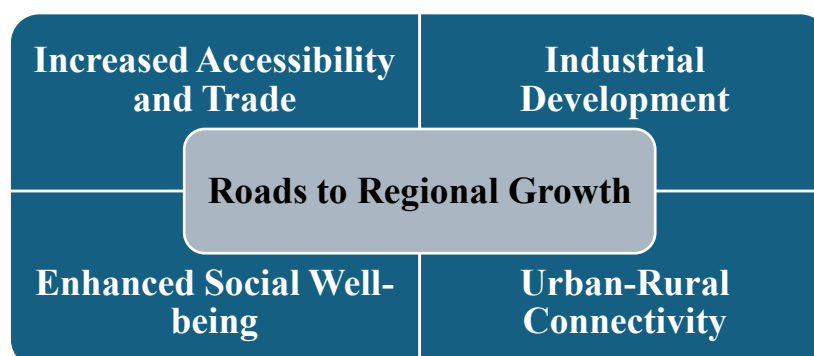 Increased Accessibility
and Trade
Industrial
Development
Roads to Regional Growth
Enhanced Social Well-
being
Urban-Rural
Connectivity